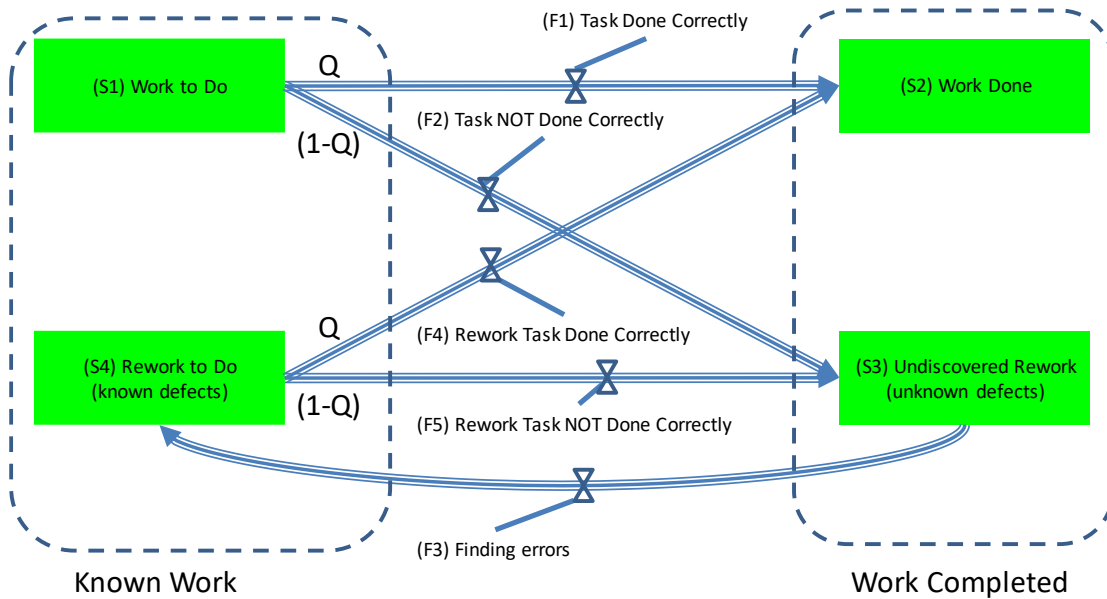 (F1) Task Done Correctly
Q
(S1) Work to Do
(S2) Work Done
(F2) Task NOT Done Correctly
(1-Q)
Q
(F4) Rework Task Done Correctly
(S4) Rework to Do
(known defects)
(S3) Undiscovered Rework
(unknown defects)
(1-Q)
(F5) Rework Task NOT Done Correctly
(F3) Finding errors
Known Work
Work Completed